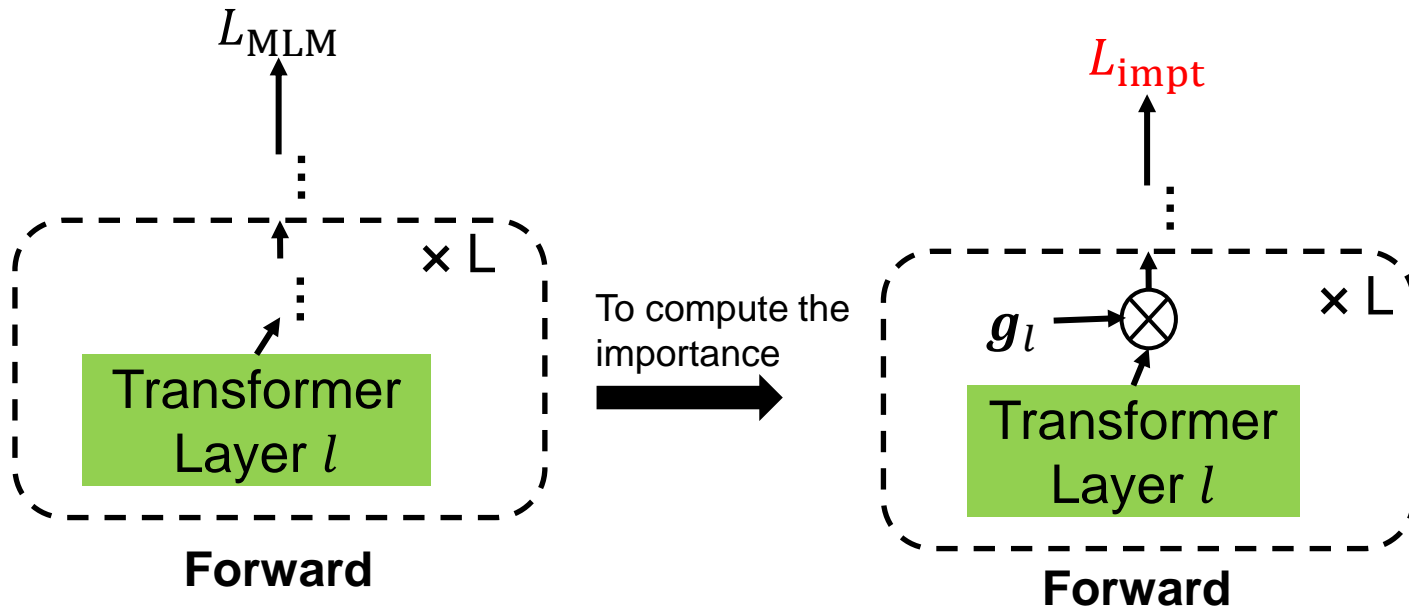 L_MLM
⋮
× L
⋮
Transformer
Layer l
Forward
To compute the
importance
L_impt
⋮
× L
g_l
Transformer
Layer l
Forward